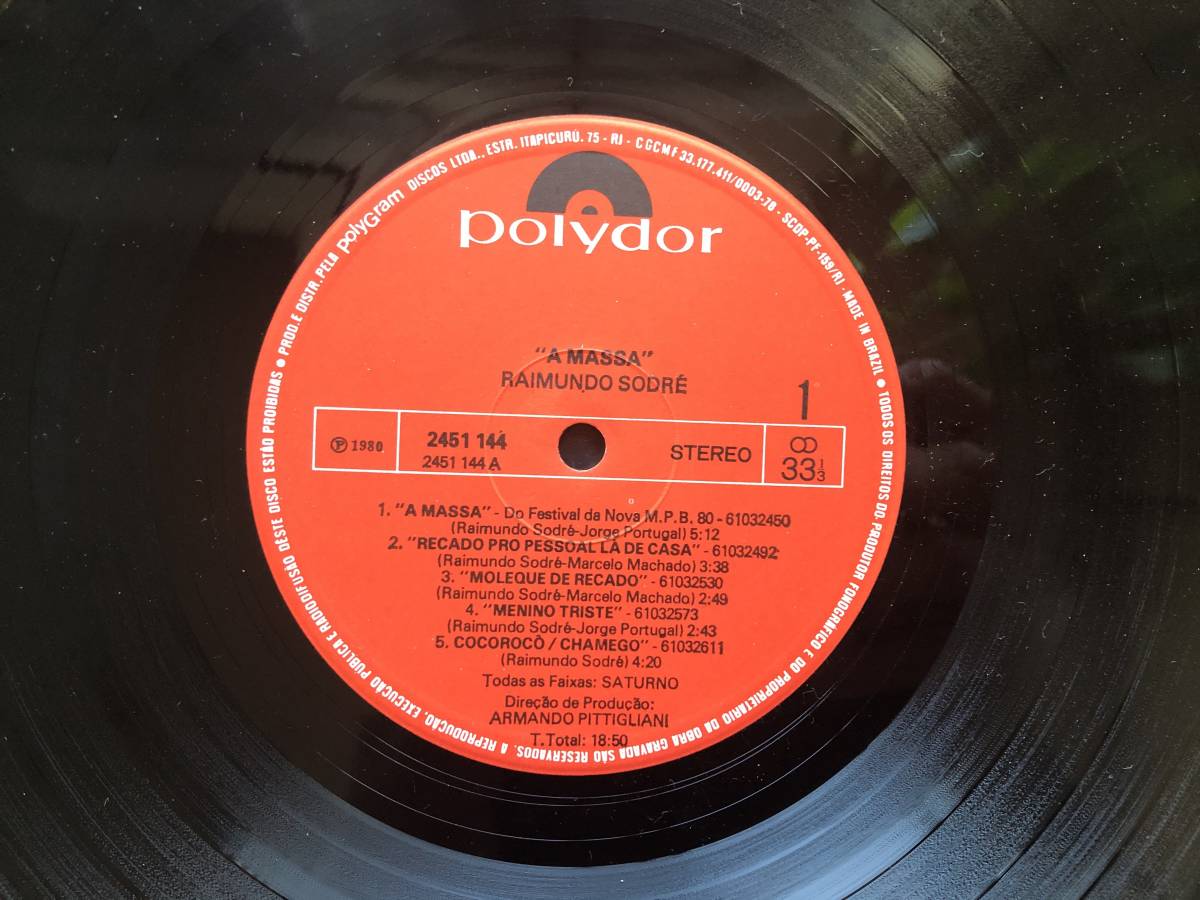 ● PROD. E DISTR. PELA polyGram DISCOS LTDA., ESTR. ITAPICURÚ, 75 - RJ - CGCMF 33.177.411/0003-78 - SCDP-PF-159/RJ - MADE IN BRAZIL ● TODOS OS DIREITOS DO PRODUTOR FONOGRÁFICO E DO PROPRIETARIO DA OBRA GRAVADA SÃO RESERVADOS. A REPRODUÇÃO, EXECUÇÃO PÚBLICA E RADIODIFUSÃO DESTE DISCO ESTÃO PROIBIDAS
polydor
"A MASSA"
RAIMUNDO SODRÉ
1
℗ 1980
2451 144
2451 144 A
STEREO
33 1/3
1. "A MASSA" - Do Festival da Nova M.P.B. 80 - 61032450
(Raimundo Sodré-Jorge Portugal) 5:12
2. "RECADO PRO PESSOAL LÁ DE CASA" - 61032492
(Raimundo Sodré-Marcelo Machado) 3:38
3. "MOLEQUE DE RECADO" - 61032530
(Raimundo Sodré-Marcelo Machado) 2:49
4. "MENINO TRISTE" - 61032573
(Raimundo Sodré-Jorge Portugal) 2:43
5. COCOROCÔ / CHAMEGO" - 61032611
(Raimundo Sodré) 4:20
Todas as Faixas: SATURNO
Direção de Produção:
ARMANDO PITTIGLIANI
T. Total: 18:50